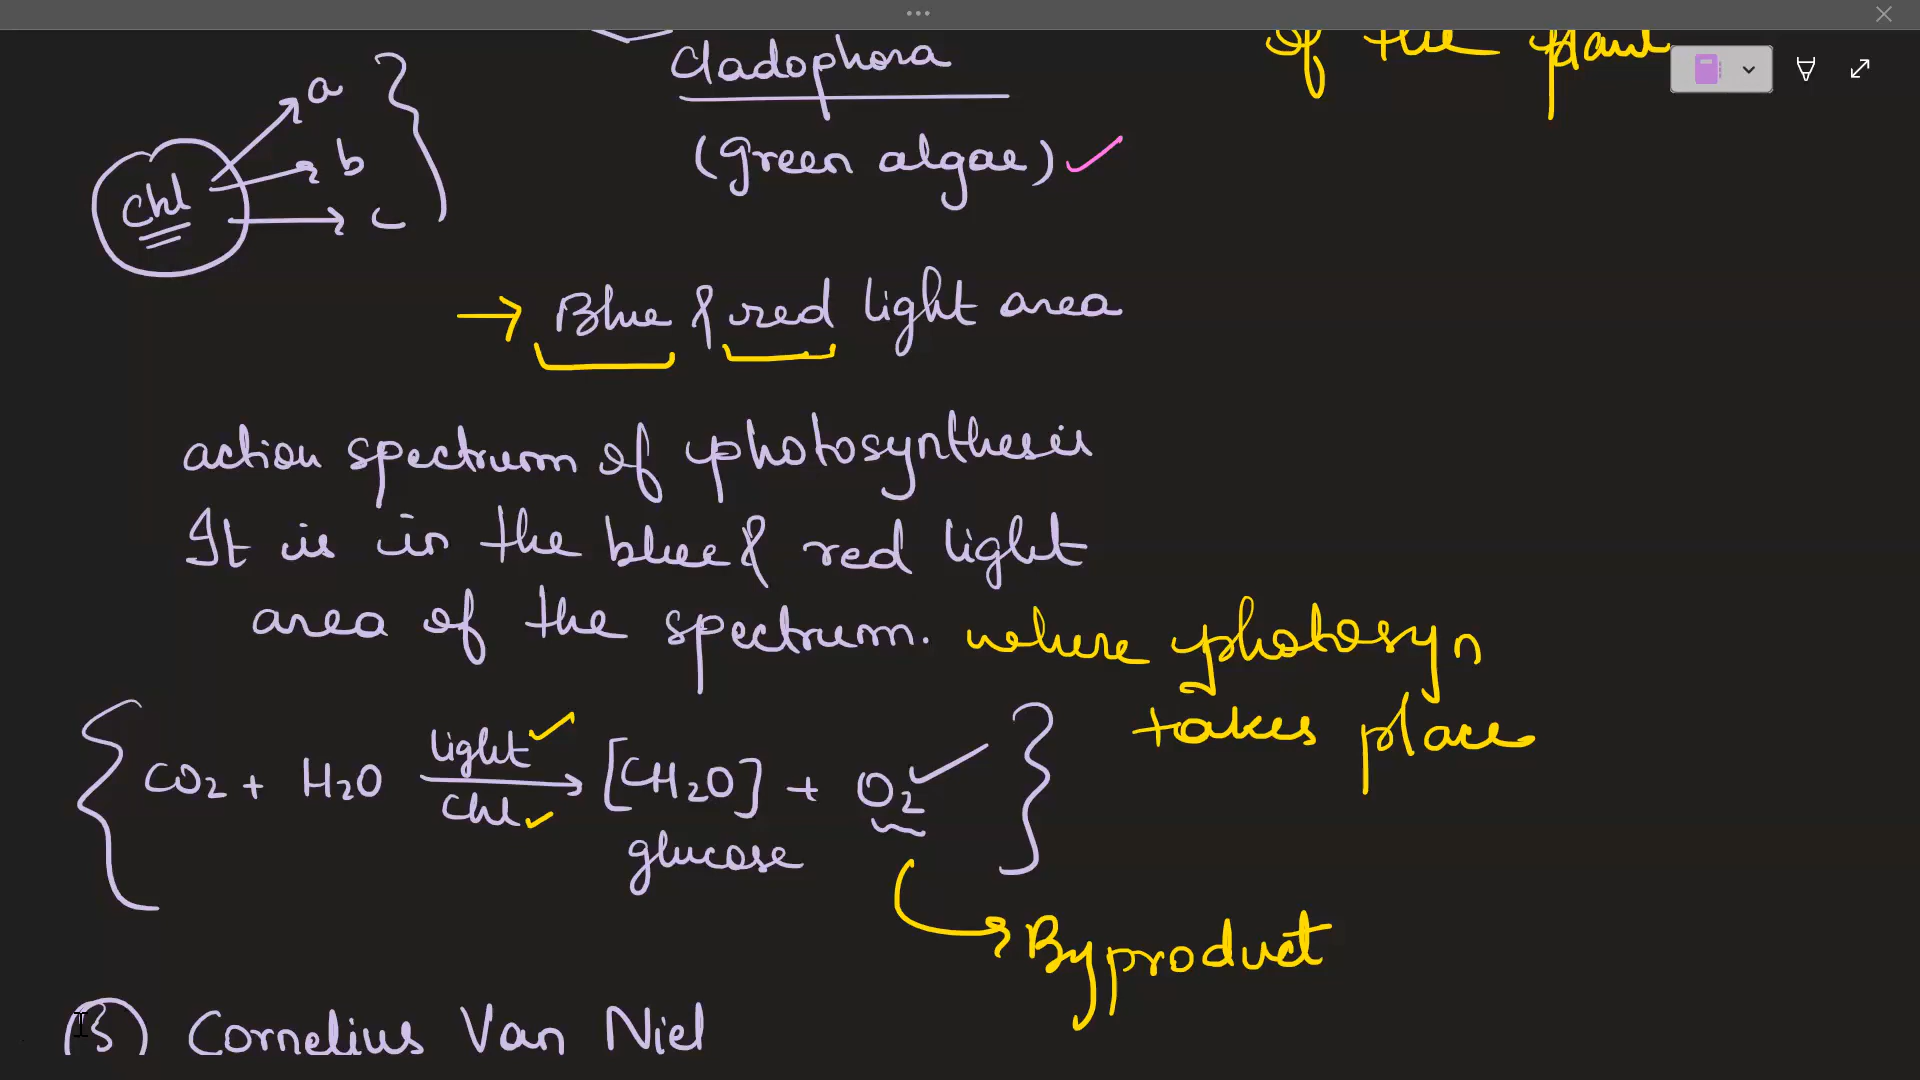 of the plant
Cladophora
a
b
c
Chl
(Green algae)
→ Blue & red light area
action spectrum of photosynthesis
It is in the blue & red light
area of the spectrum. where photosyn
takes place
CO2 + H2O light Chl → [CH2O] + O2
glucose
Byproduct
Cornelius Van Niel